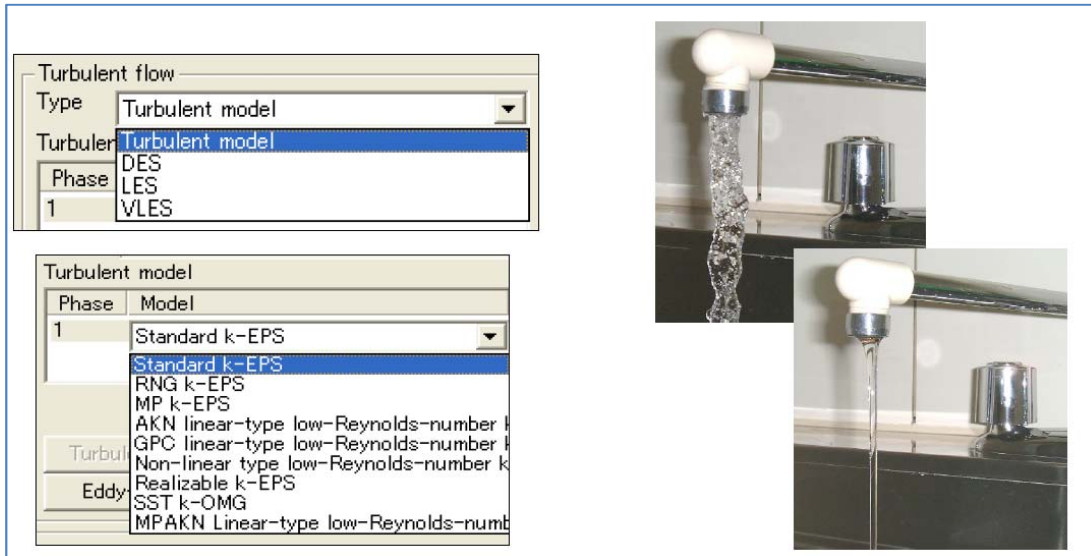 Turbulent flow
Type
Turbulent model
Turbulen
Turbulent model
DES
LES
VLES
Phase
1
Turbulent model
Phase Model
1 Standard k-EPS
Standard k-EPS
RNG k-EPS
MP k-EPS
AKN linear-type low-Reynolds-number k
GPC linear-type low-Reynolds-number k
Non-linear type low-Reynolds-number k
Realizable k-EPS
SST k-OMG
MPAKN Linear-type low-Reynolds-numb
Turbul
Eddy